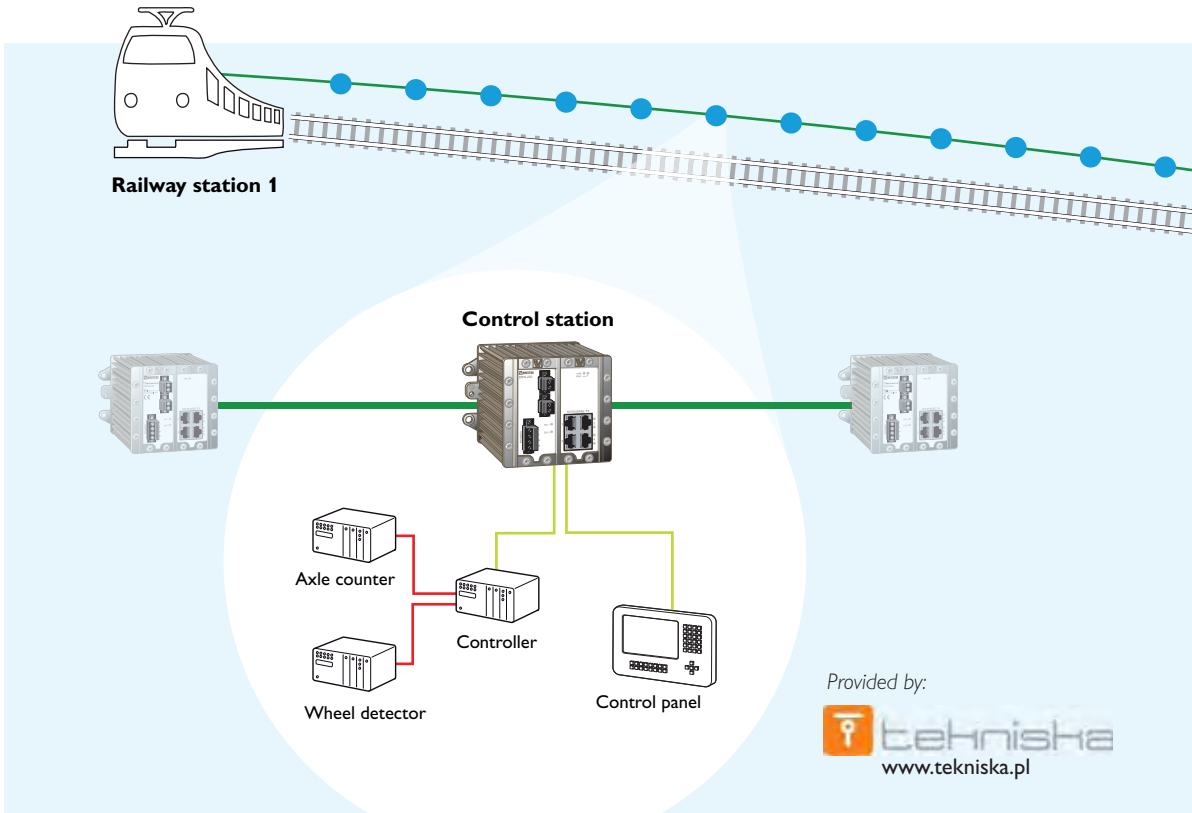 Railway station 1
Control station
Axle counter
Controller
Wheel detector
Control panel
Provided by:
tekniska
www.tekniska.pl